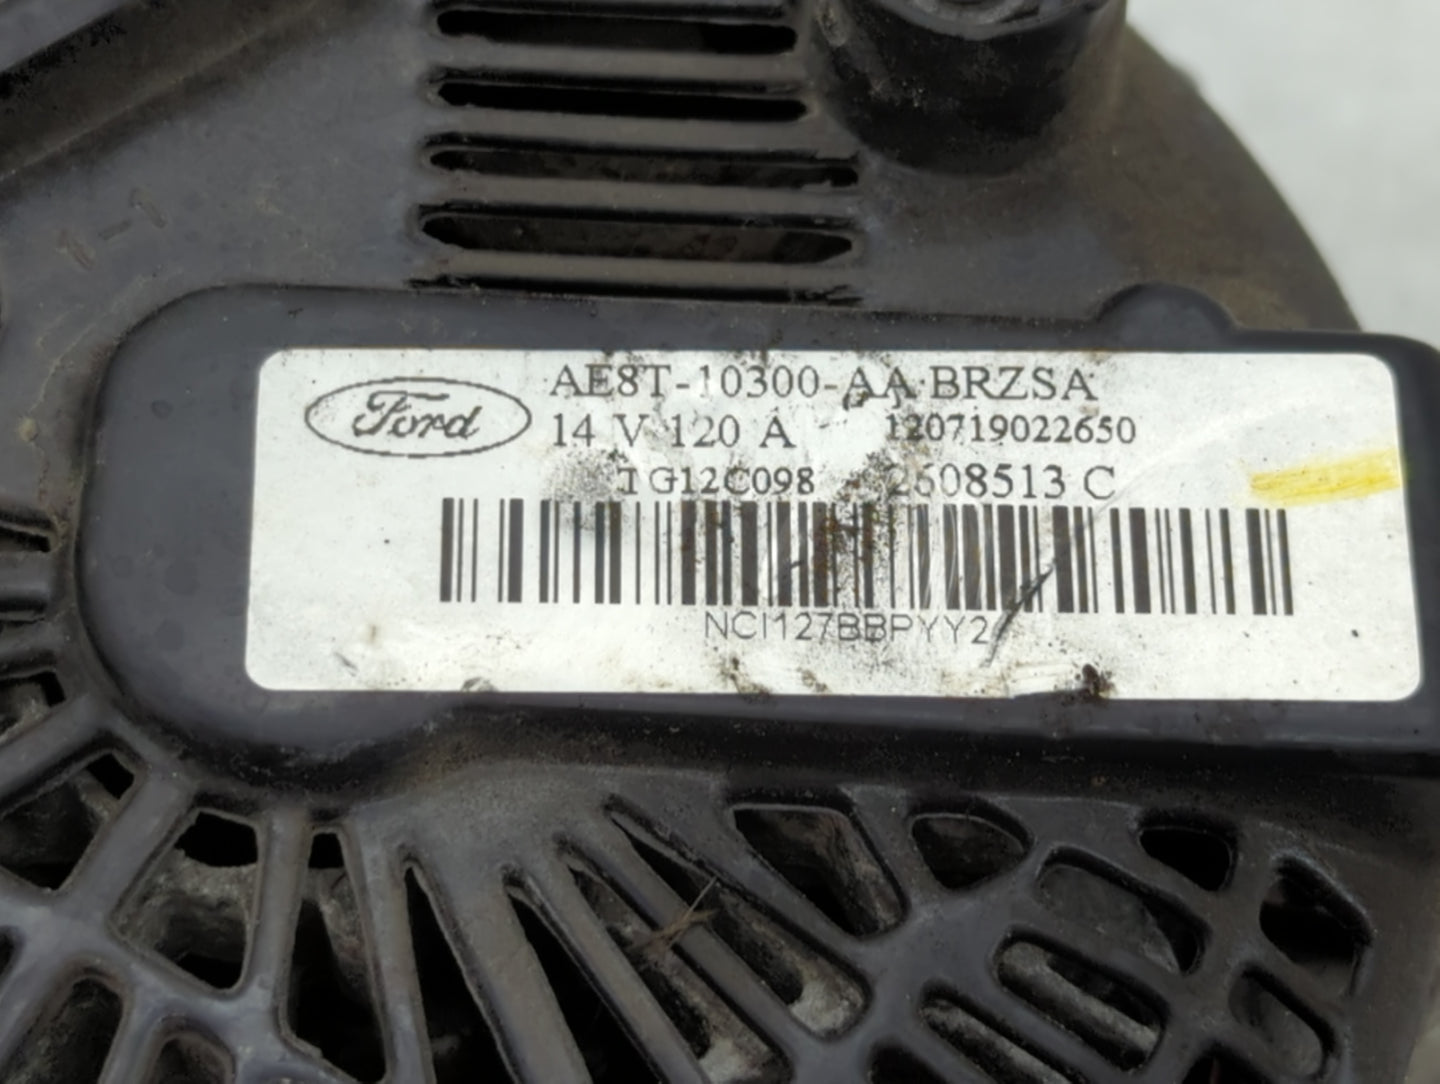 Ford
AE8T-10300-AA BRZSA
14 V 120 A 120719022650
TG12C098 2608513 C
NCI127BBPYY2